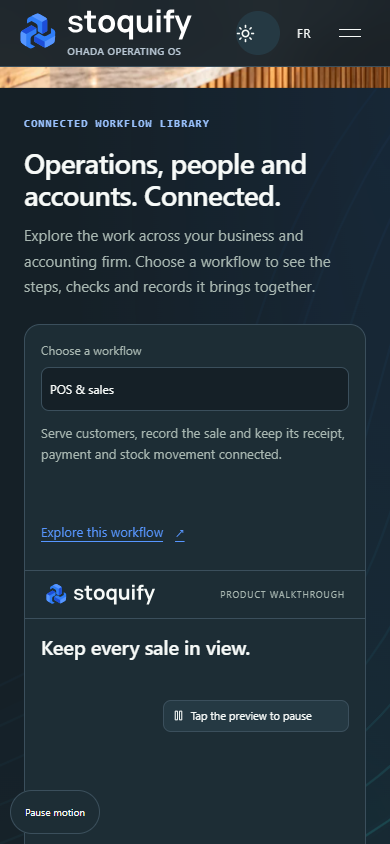 stoquify
OHADA OPERATING OS
FR
CONNECTED WORKFLOW LIBRARY
Operations, people and
accounts. Connected.
Explore the work across your business and
accounting firm. Choose a workflow to see the
steps, checks and records it brings together.
Choose a workflow
POS & sales
Serve customers, record the sale and keep its receipt,
payment and stock movement connected.
Explore this workflow ↗
stoquify
PRODUCT WALKTHROUGH
Keep every sale in view.
Tap the preview to pause
Pause motion